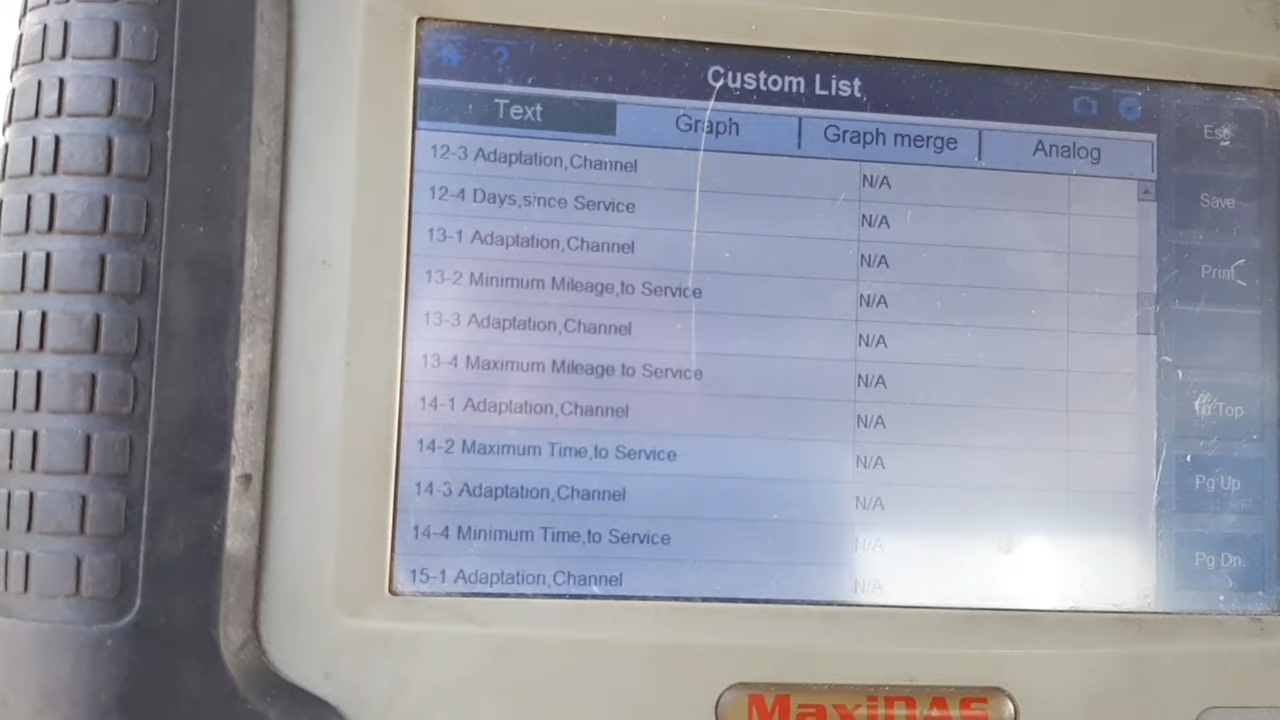 ?
Custom List
Text Graph Graph merge Analog
12-3 Adaptation,Channel N/A
12-4 Days,since Service N/A
13-1 Adaptation,Channel N/A
13-2 Minimum Mileage,to Service N/A
13-3 Adaptation,Channel N/A
13-4 Maximum Mileage to Service N/A
14-1 Adaptation,Channel N/A
14-2 Maximum Time,to Service N/A
14-3 Adaptation,Channel N/A
14-4 Minimum Time,to Service N/A
15-1 Adaptation,Channel N/A
Esc
Save
Print
To Top
Pg Up
Pg Dn
MaxiDAS